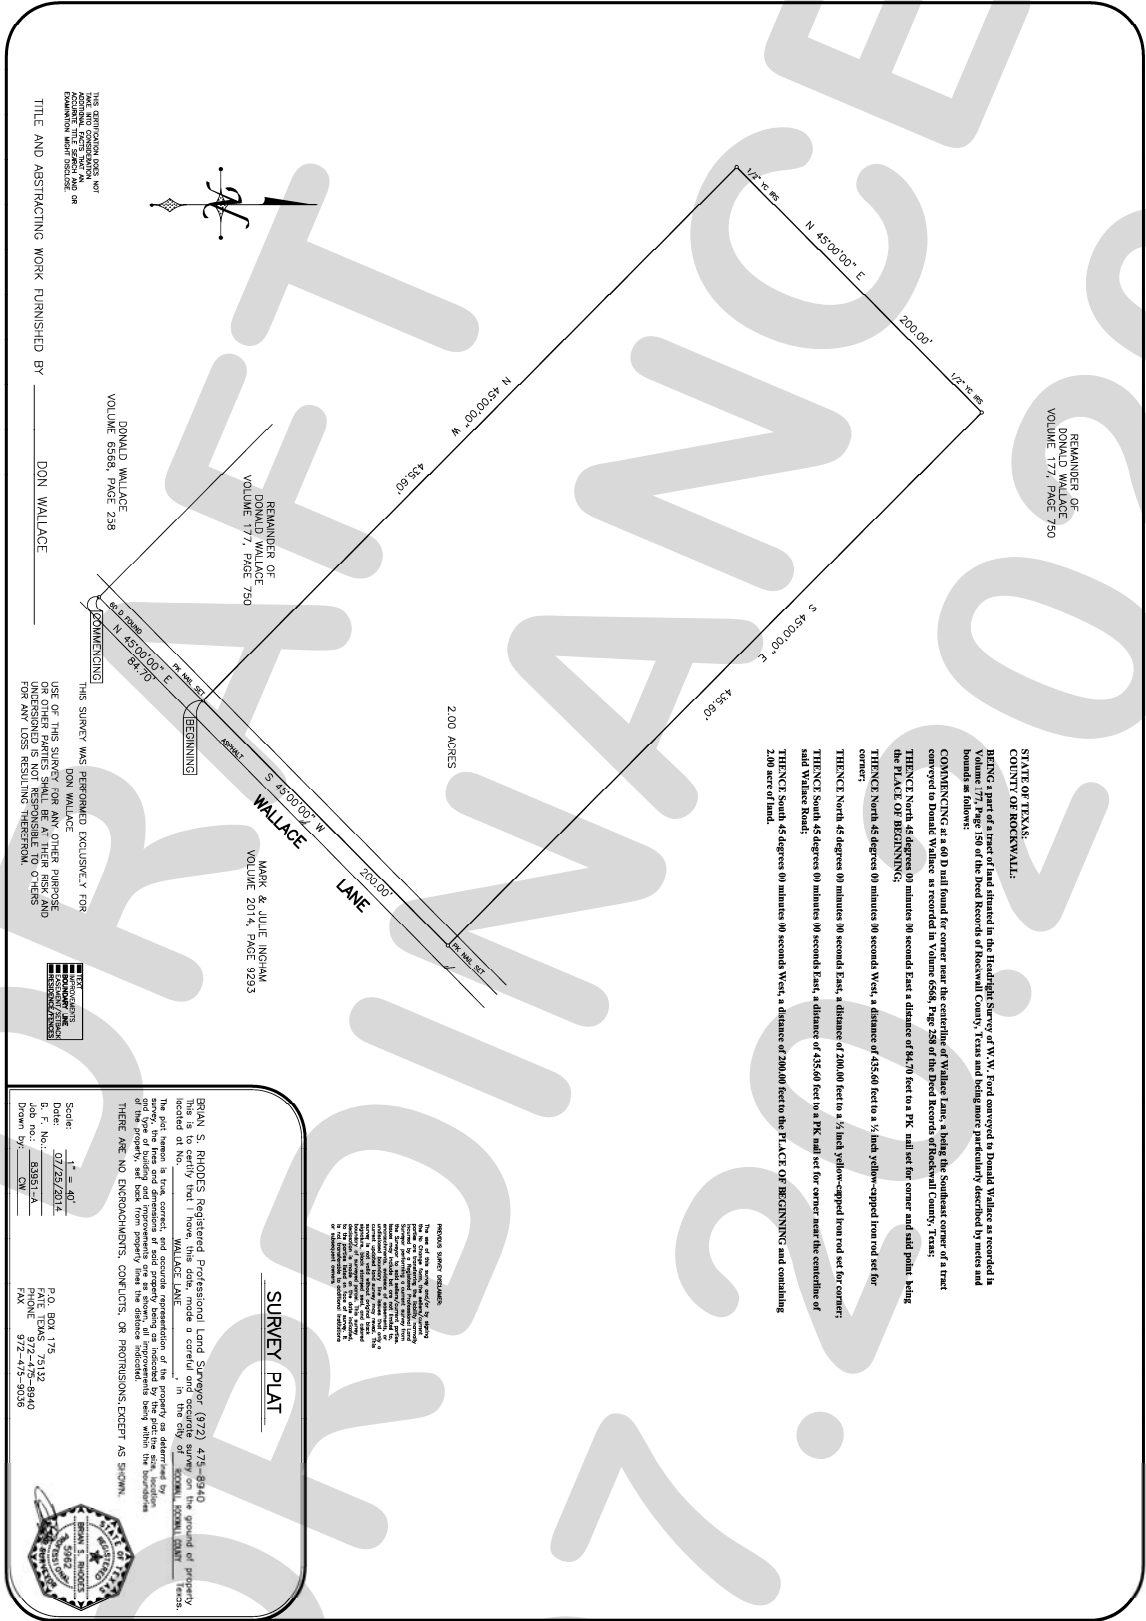 STATE OF TEXAS:
COUNTY OF ROCKWALL:
BEING a part of a tract of land situated in the Headright Survey of W.W. Ford conveyed to Donald Wallace as recorded in
Volume 177, Page 150 of the Deed Records of Rockwall County, Texas and being more particularly described by metes and
bounds as follows:
COMMENCING at a 60 D nail found for corner near the centerline of Wallace Lane, a being the Southeast corner of a tract
conveyed to Donald Wallace as recorded in Volume 6568, Page 258 of the Deed Records of Rockwall County, Texas;
THENCE North 45 degrees 00 minutes 00 seconds East a distance of 84.70 feet to a PK nail set for corner and said point being
the PLACE OF BEGINNING;
THENCE North 45 degrees 00 minutes 00 seconds West, a distance of 435.60 feet to a ½ inch yellow-capped iron rod set for
corner;
THENCE North 45 degrees 00 minutes 00 seconds East, a distance of 200.00 feet to a ½ inch yellow-capped iron rod set for corner;
THENCE South 45 degrees 00 minutes 00 seconds East, a distance of 435.60 feet to a PK nail set for corner near the centerline of
said Wallace Road;
THENCE South 45 degrees 00 minutes 00 seconds West, a distance of 200.00 feet to the PLACE OF BEGINNING and containing
2.00 acre of land.
REMAINDER OF
DONALD WALLACE
VOLUME 177, PAGE 750
1/2" YC IRS
N 45°00'00" E
200.00'
1/2" YC IRS
N 45°00'00" W
435.60'
S 45°00'00" E
435.60'
2.00 ACRES
REMAINDER OF
DONALD WALLACE
VOLUME 177, PAGE 750
DONALD WALLACE
VOLUME 6568, PAGE 258
60 D FOUND
N 45°00'00" E
84.70'
COMMENCING
PK NAIL SET
BEGINNING
ASPHALT
S 45°00'00" W
200.00'
WALLACE
LANE
PK NAIL SET
MARK & JULIE INGHAM
VOLUME 2014, PAGE 9293
N
THIS CERTIFICATION DOES NOT
TAKE INTO CONSIDERATION
ADDITIONAL FACTS THAT AN
ACCURATE TITLE SEARCH AND OR
EXAMINATION MIGHT DISCLOSE.
TITLE AND ABSTRACTING WORK FURNISHED BY DON WALLACE
THIS SURVEY WAS PERFORMED EXCLUSIVELY FOR
DON WALLACE
USE OF THIS SURVEY FOR ANY OTHER PURPOSE
OR OTHER PARTIES SHALL BE AT THEIR RISK AND
UNDERSIGNED IS NOT RESPONSIBLE TO OTHERS
FOR ANY LOSS RESULTING THEREFROM.
TEXT
IMPROVEMENTS
BOUNDARY LINE
EASEMENT/SETBACK
RESIDENCE/FENCES
PREVIOUS SURVEY DISCLAIMER:
SURVEY PLAT
BRIAN S. RHODES Registered Professional Land Surveyor (972) 475-8940
This is to certify that I have, this date, made a careful and accurate survey on the ground of property
located at No. WALLACE LANE , in the city of ROCKWALL, ROCKWALL COUNTY Texas.
The plat hereon is true, correct, and accurate representation of the property as determined by
survey, the lines and dimensions of said property being as indicated by the plat: the size, location
and type of building and improvements are as shown, all improvements being within the boundaries
of the property, set back from property lines the distance indicated.
THERE ARE NO ENCROACHMENTS, CONFLICTS, OR PROTRUSIONS, EXCEPT AS SHOWN.
Scale: 1" = 40'
Date: 07/25/2014
G. F. No.:
Job no.: 83951-A
Drawn by: CW
P.O. BOX 175
FATE TEXAS 75132
PHONE 972-475-8940
FAX 972-475-9036
STATE OF TEXAS
REGISTERED
BRIAN S. RHODES
5962
PROFESSIONAL
SURVEYOR
DRAFT
ORDINANCE
7.20.202